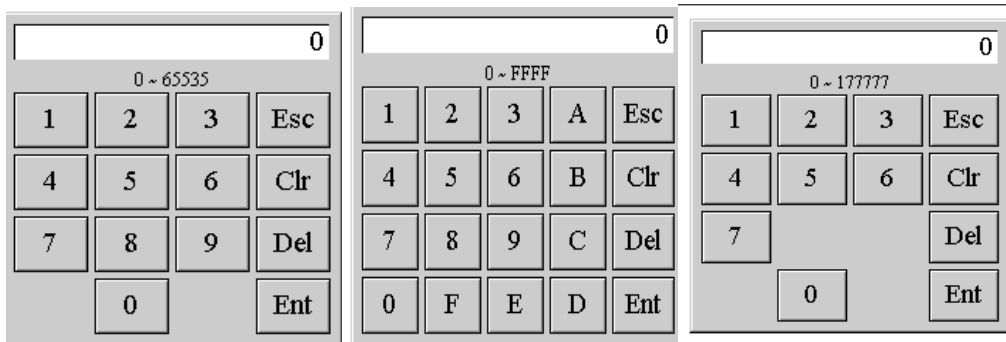 0
0 ~ 65535
1 2 3 Esc
4 5 6 Clr
7 8 9 Del
0 Ent
0
0 ~ FFFF
1 2 3 A Esc
4 5 6 B Clr
7 8 9 C Del
0 F E D Ent
0
0 ~ 177777
1 2 3 Esc
4 5 6 Clr
7 Del
0 Ent